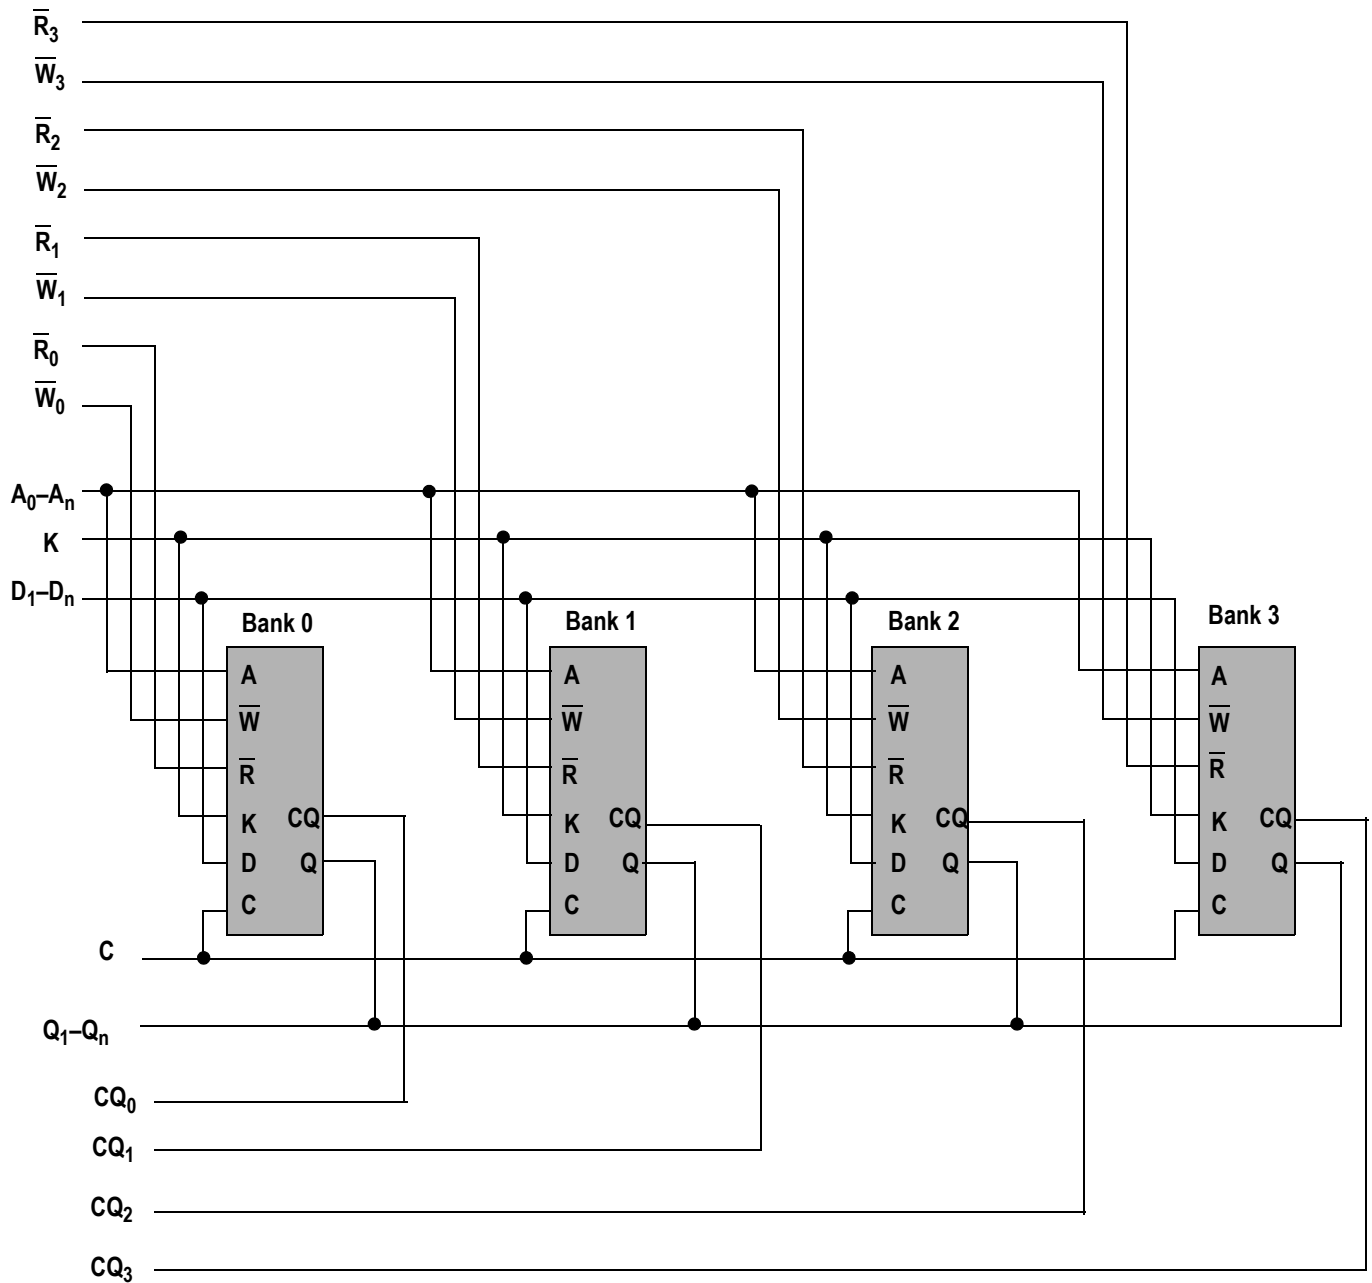 R̅₃
W̅₃
R̅₂
W̅₂
R̅₁
W̅₁
R̅₀
W̅₀
A₀–Aₙ
K
D₁–Dₙ
Bank 0
Bank 1
Bank 2
Bank 3
A
W̅
R̅
K
CQ
D
Q
C
A
W̅
R̅
K
CQ
D
Q
C
A
W̅
R̅
K
CQ
D
Q
C
A
W̅
R̅
K
CQ
D
Q
C
C
Q₁–Qₙ
CQ₀
CQ₁
CQ₂
CQ₃